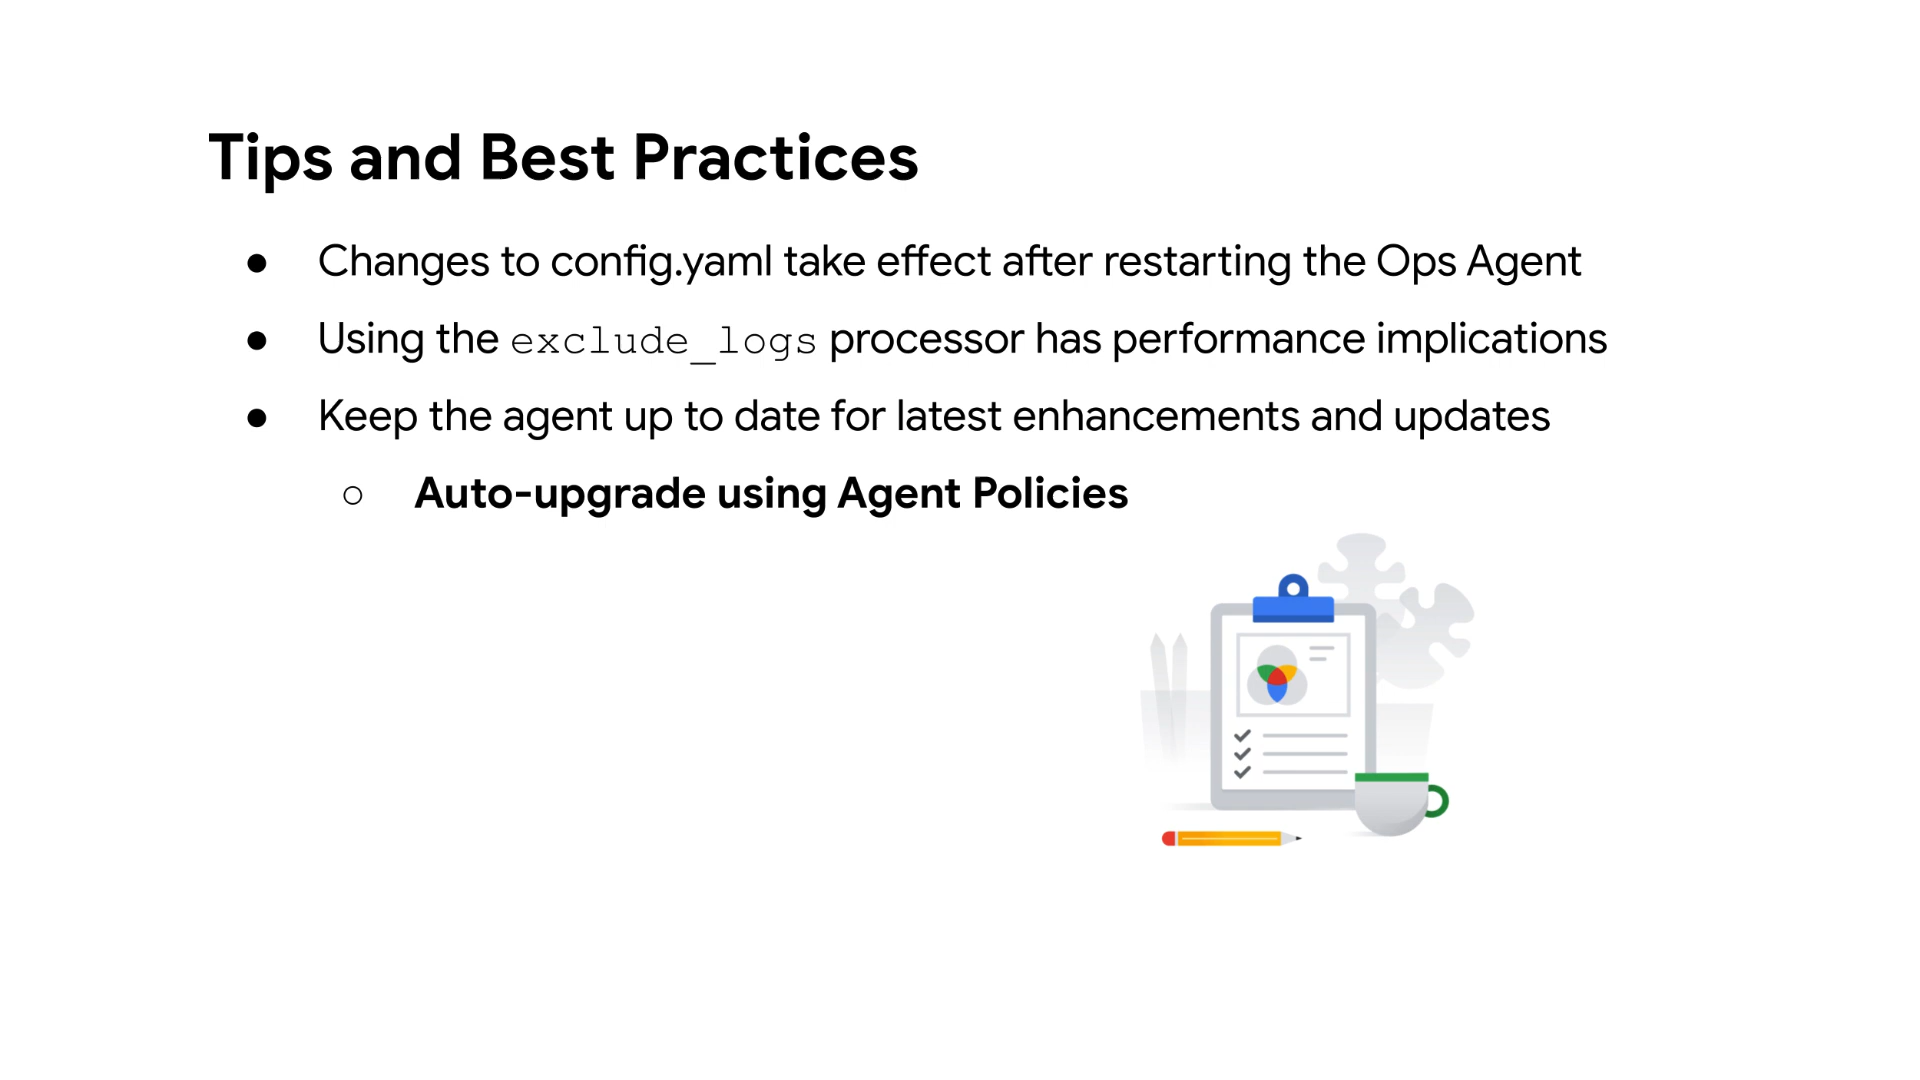 Tips and Best Practices
● Changes to config.yaml take effect after restarting the Ops Agent
● Using the exclude_logs processor has performance implications
● Keep the agent up to date for latest enhancements and updates
○ Auto-upgrade using Agent Policies